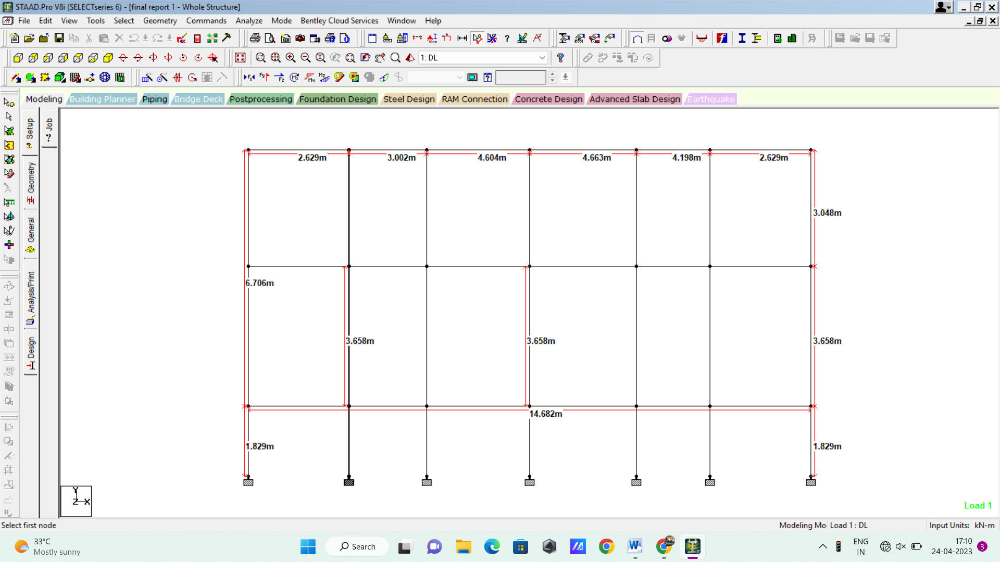 STAAD.Pro V8i (SELECTseries 6) - [final report 1 - Whole Structure]
File Edit View Tools Select Geometry Commands Analyze Mode Bentley Cloud Services Window Help
1: DL
Modeling Building Planner Piping Bridge Deck Postprocessing Foundation Design Steel Design RAM Connection Concrete Design Advanced Slab Design Earthquake
Setup
Job
Geometry
General
Analysis/Print
Design
2.629m 3.002m 4.604m 4.663m 4.198m 2.629m
3.048m
6.706m
3.658m 3.658m 3.658m
14.682m
1.829m 1.829m
Y
Z X
Load 1
Select first node Modeling Mo Load 1 : DL Input Units: kN-m
33°C
Mostly sunny
Search
ENG
IN
17:10
24-04-2023
3